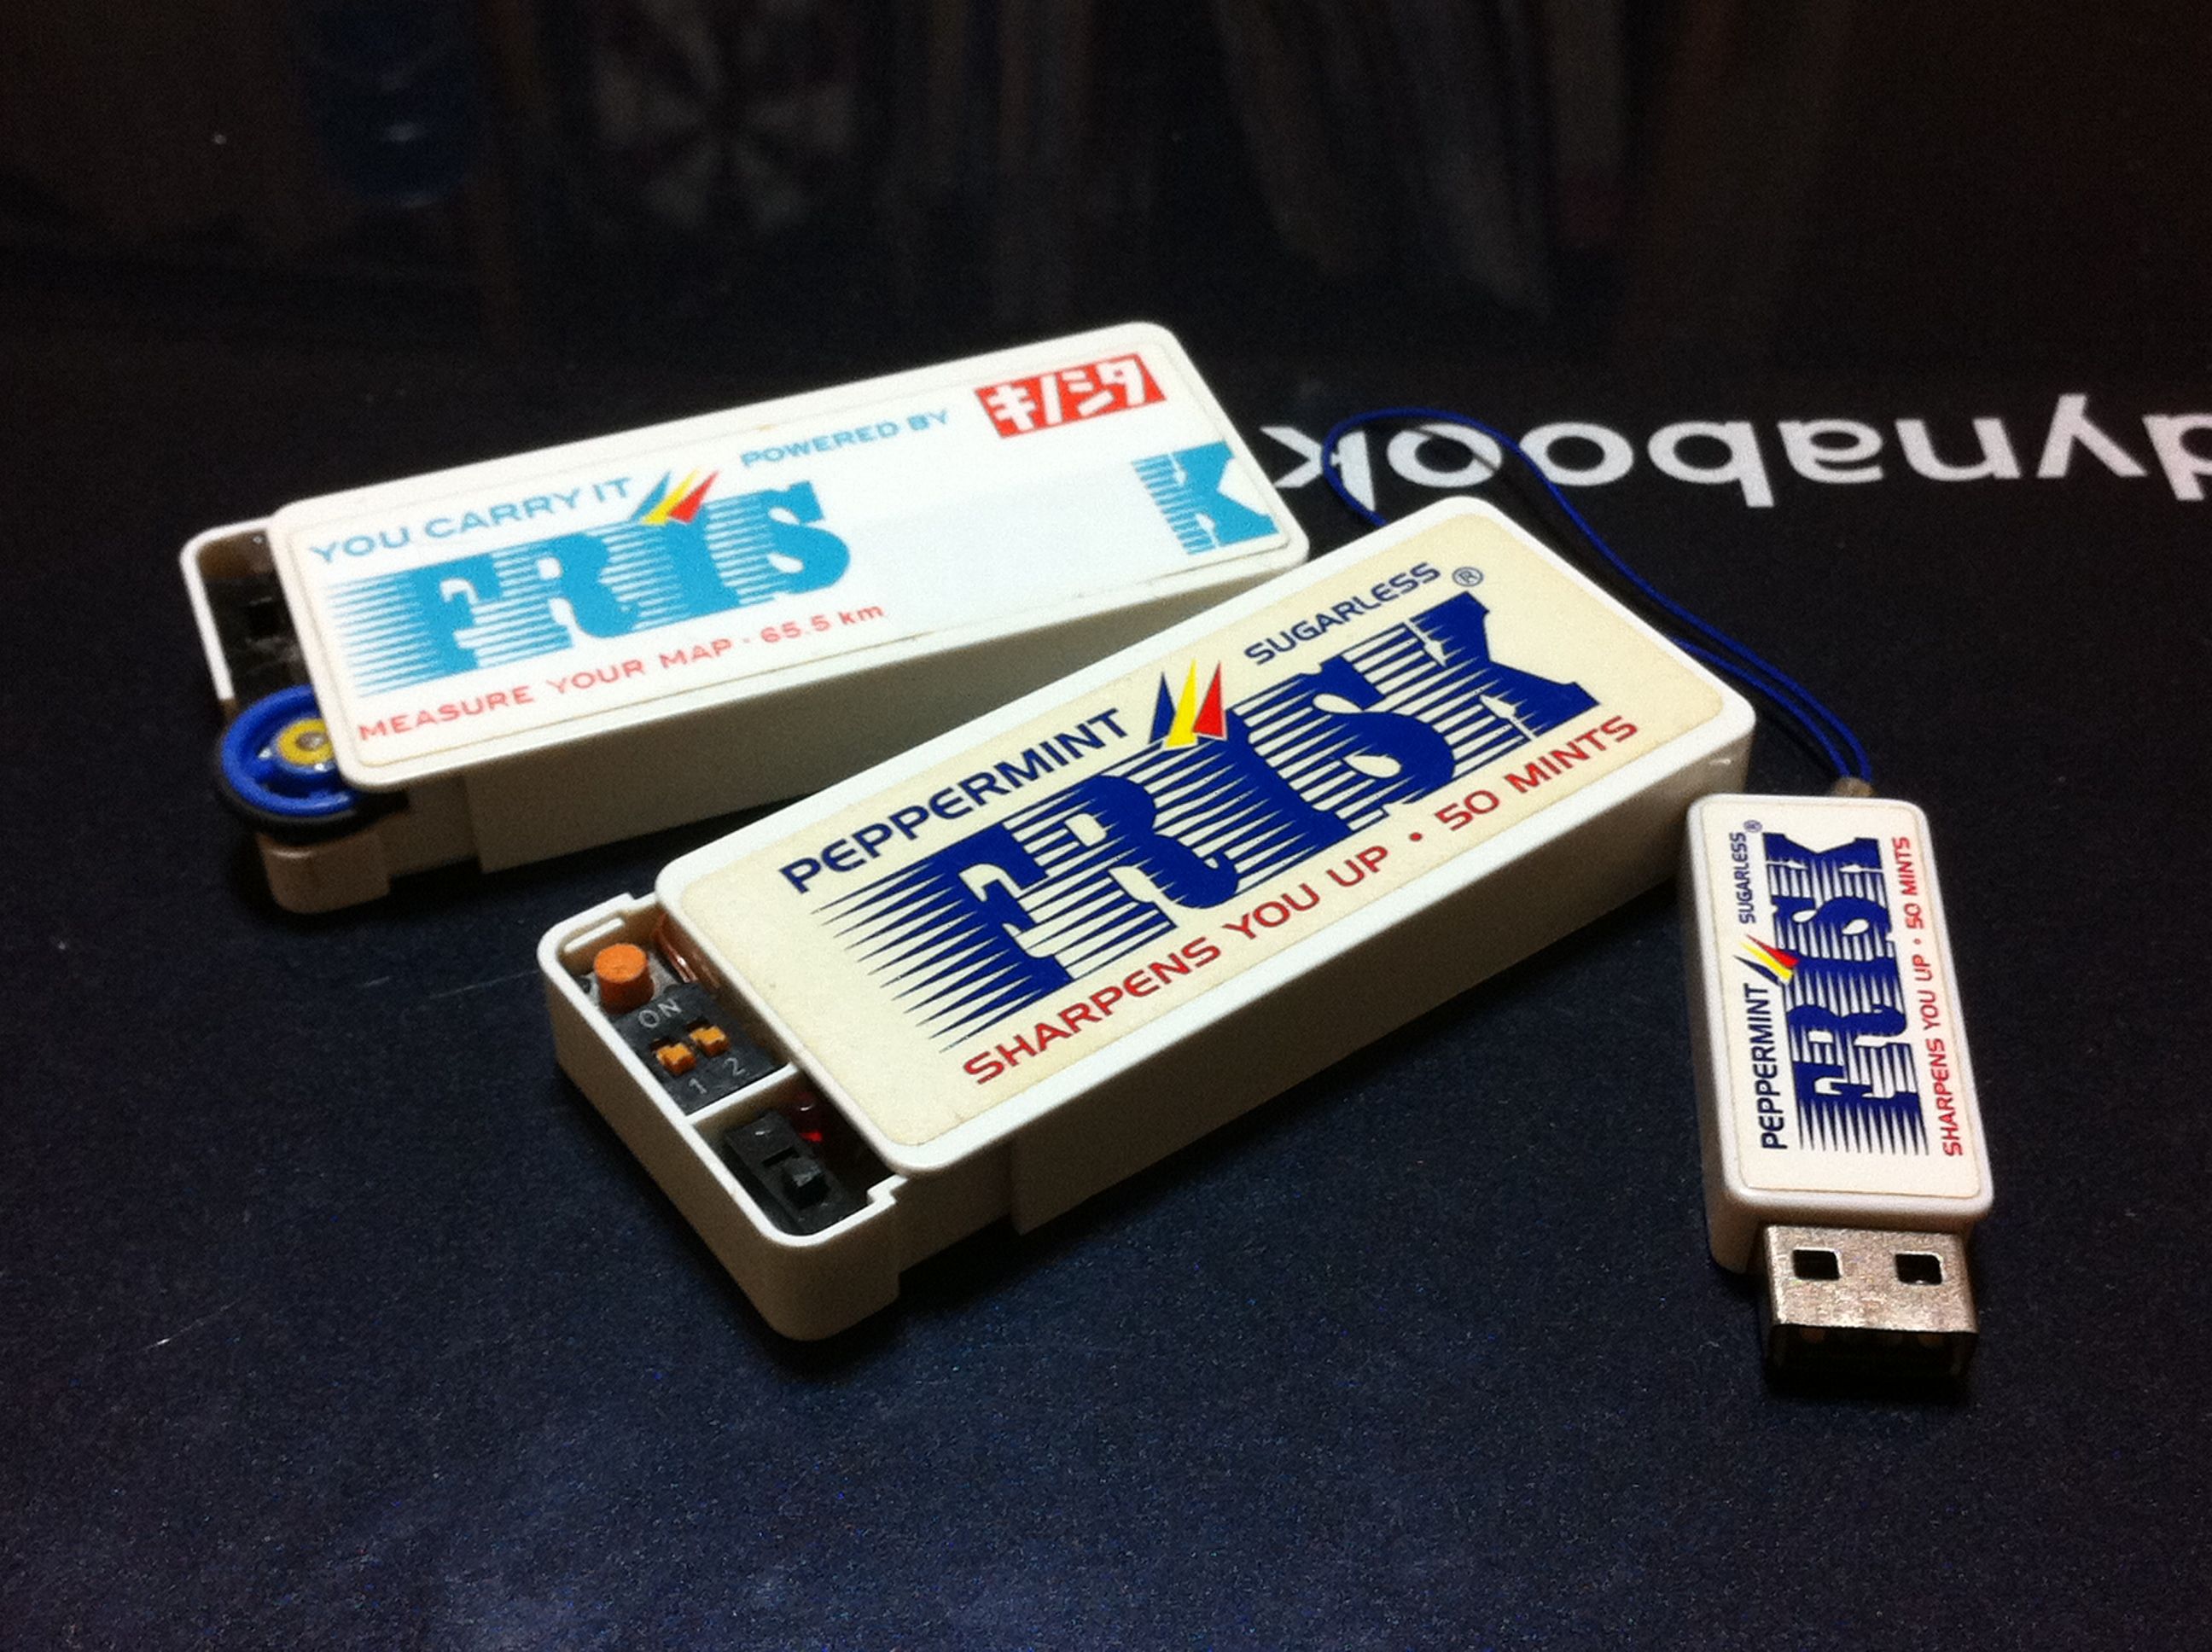 YOU CARRY IT POWERED BY キノシタ
FRIS K
MEASURE YOUR MAP · 65.5 km
dynabook
PEPPERMINT SUGARLESS ®
FRISK
SHARPENS YOU UP • 50 MINTS
ON
1 2
PEPPERMINT SUGARLESS ®
FRISK
SHARPENS YOU UP • 50 MINTS